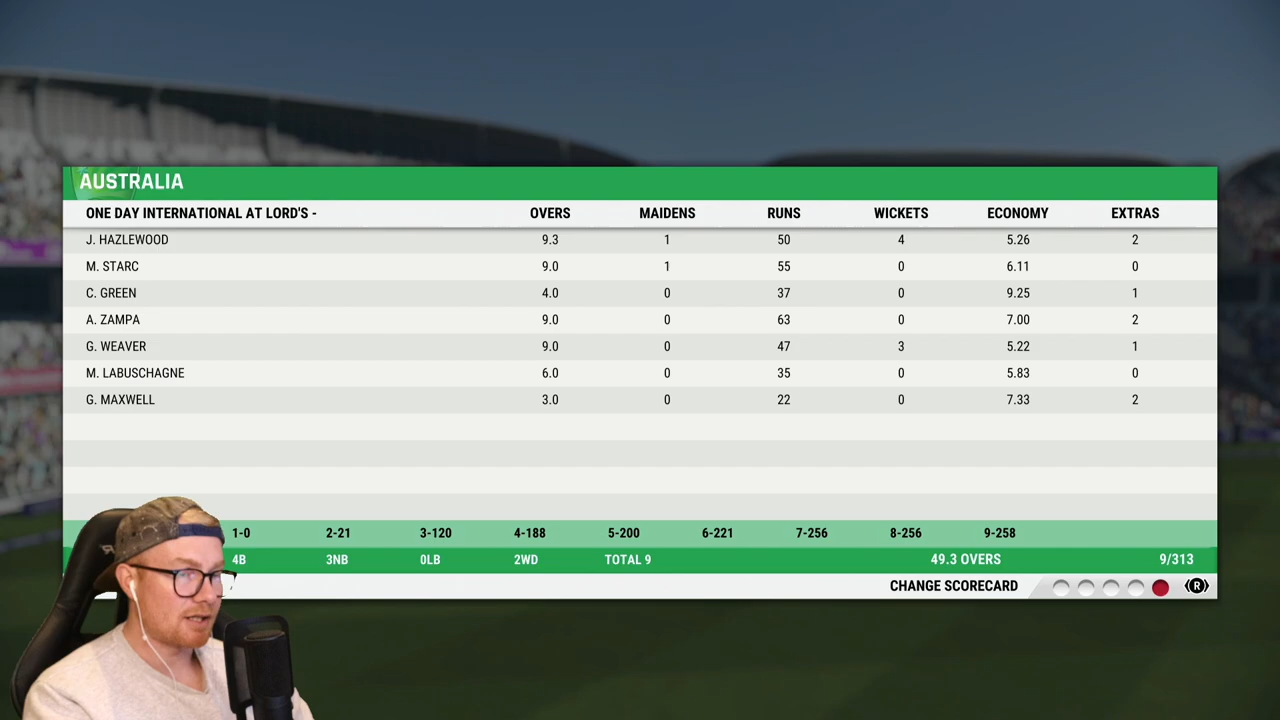 AUSTRALIA
ONE DAY INTERNATIONAL AT LORD'S - OVERS MAIDENS RUNS WICKETS ECONOMY EXTRAS
J. HAZLEWOOD 9.3 1 50 4 5.26 2
M. STARC 9.0 1 55 0 6.11 0
C. GREEN 4.0 0 37 0 9.25 1
A. ZAMPA 9.0 0 63 0 7.00 2
G. WEAVER 9.0 0 47 3 5.22 1
M. LABUSCHAGNE 6.0 0 35 0 5.83 0
G. MAXWELL 3.0 0 22 0 7.33 2
1-0 2-21 3-120 4-188 5-200 6-221 7-256 8-256 9-258
4B 3NB 0LB 2WD TOTAL 9 49.3 OVERS 9/313
CHANGE SCORECARD R